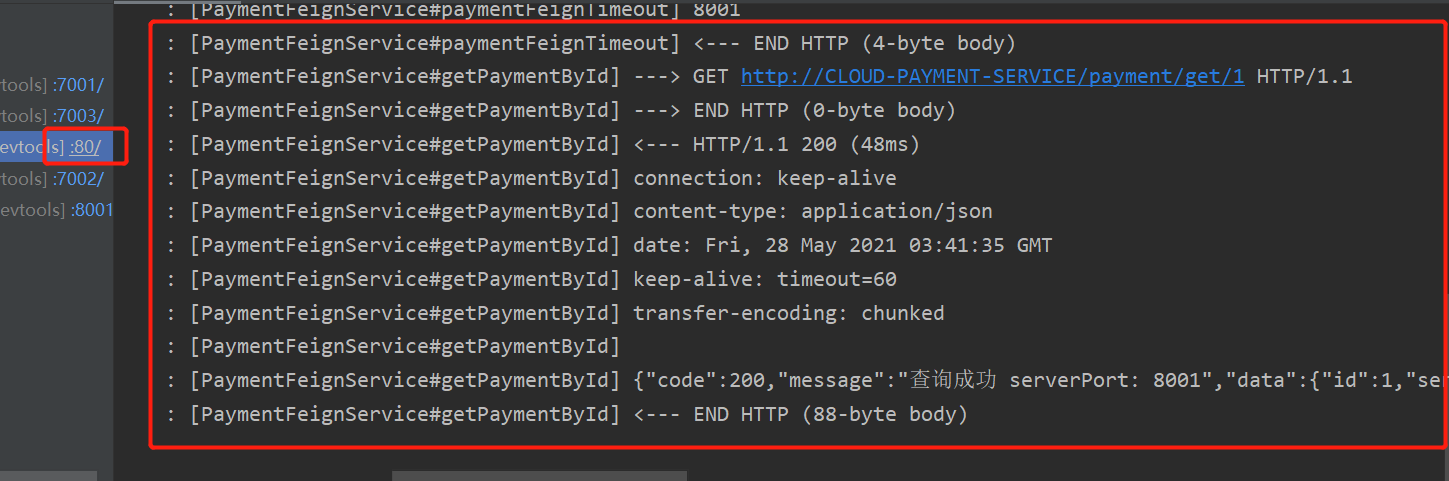 : [PaymentFeignService#paymentFeignTimeout] 8001
: [PaymentFeignService#paymentFeignTimeout] <--- END HTTP (4-byte body)
: [PaymentFeignService#getPaymentById] ---> GET http://CLOUD-PAYMENT-SERVICE/payment/get/1 HTTP/1.1
: [PaymentFeignService#getPaymentById] ---> END HTTP (0-byte body)
: [PaymentFeignService#getPaymentById] <--- HTTP/1.1 200 (48ms)
: [PaymentFeignService#getPaymentById] connection: keep-alive
: [PaymentFeignService#getPaymentById] content-type: application/json
: [PaymentFeignService#getPaymentById] date: Fri, 28 May 2021 03:41:35 GMT
: [PaymentFeignService#getPaymentById] keep-alive: timeout=60
: [PaymentFeignService#getPaymentById] transfer-encoding: chunked
: [PaymentFeignService#getPaymentById]
: [PaymentFeignService#getPaymentById] {"code":200,"message":"查询成功 serverPort: 8001","data":{"id":1,"ser
: [PaymentFeignService#getPaymentById] <--- END HTTP (88-byte body)
vtools] :7001/
vtools] :7003/
evtools] :80/
vtools] :7002/
evtools] :8001